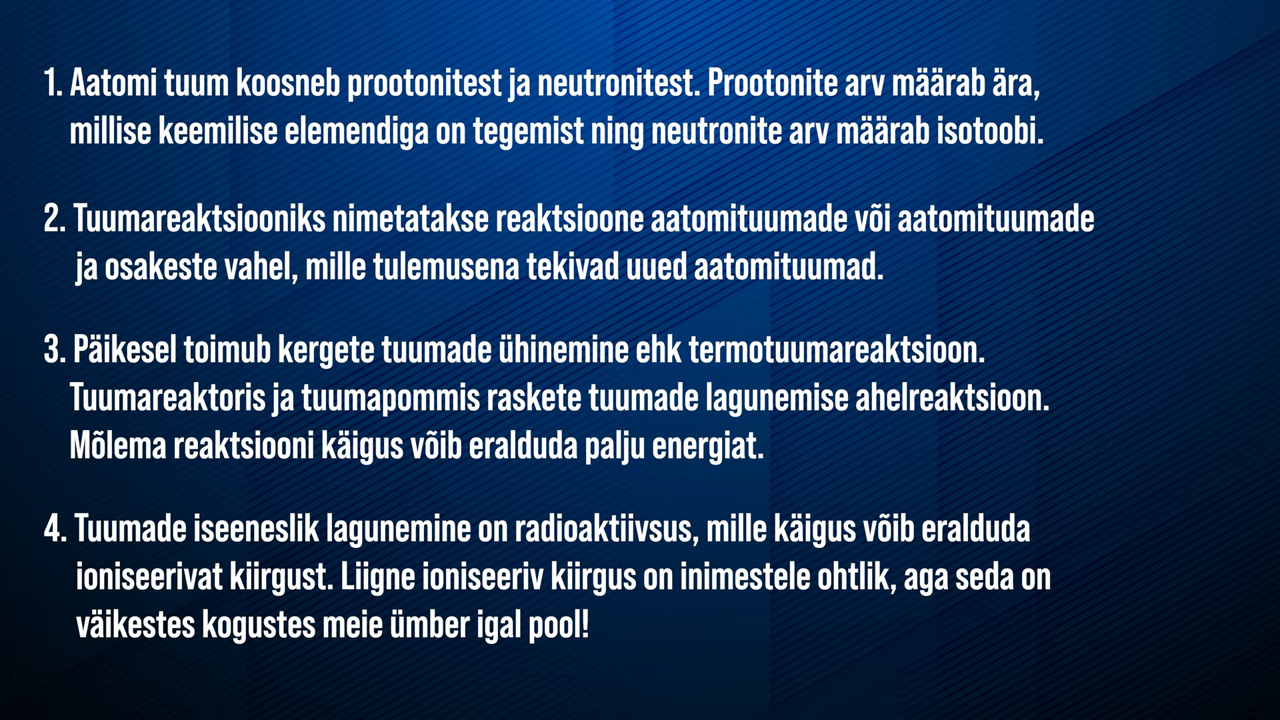 1. Aatomi tuum koosneb prootonitest ja neutronitest. Prootonite arv määrab ära,
millise keemilise elemendiga on tegemist ning neutronite arv määrab isotoobi.
2. Tuumareaktsiooniks nimetatakse reaktsioone aatomituumade või aatomituumade
ja osakeste vahel, mille tulemusena tekivad uued aatomituumad.
3. Päikesel toimub kergete tuumade ühinemine ehk termotuumareaktsioon.
Tuumareaktoris ja tuumapommis raskete tuumade lagunemise ahelreaktsioon.
Mõlema reaktsiooni käigus võib eralduda palju energiat.
4. Tuumade iseeneslik lagunemine on radioaktiivsus, mille käigus võib eralduda
ioniseerivat kiirgust. Liigne ioniseeriv kiirgus on inimestele ohtlik, aga seda on
väikestes kogustes meie ümber igal pool!